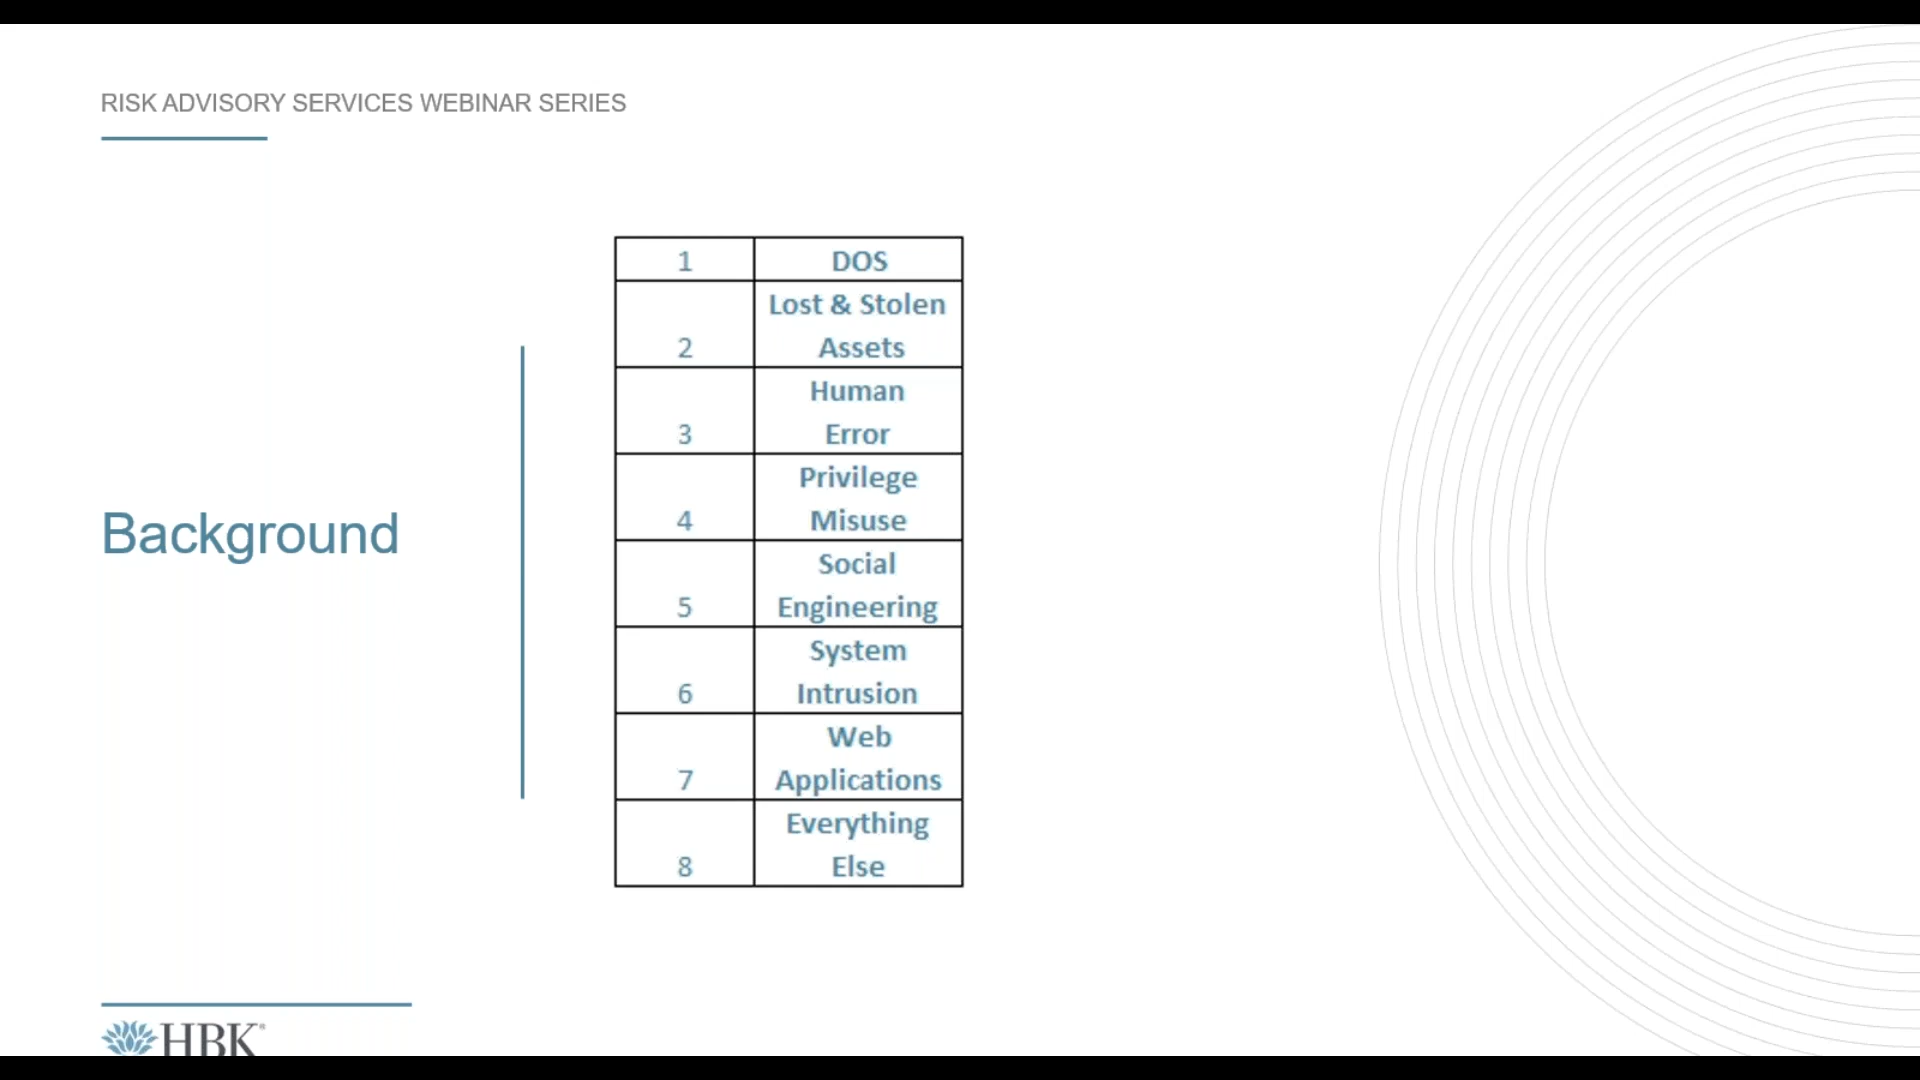 RISK ADVISORY SERVICES WEBINAR SERIES
Background
1 DOS
Lost & Stolen
2 Assets
Human
3 Error
Privilege
4 Misuse
Social
5 Engineering
System
6 Intrusion
Web
7 Applications
Everything
8 Else
HBK®